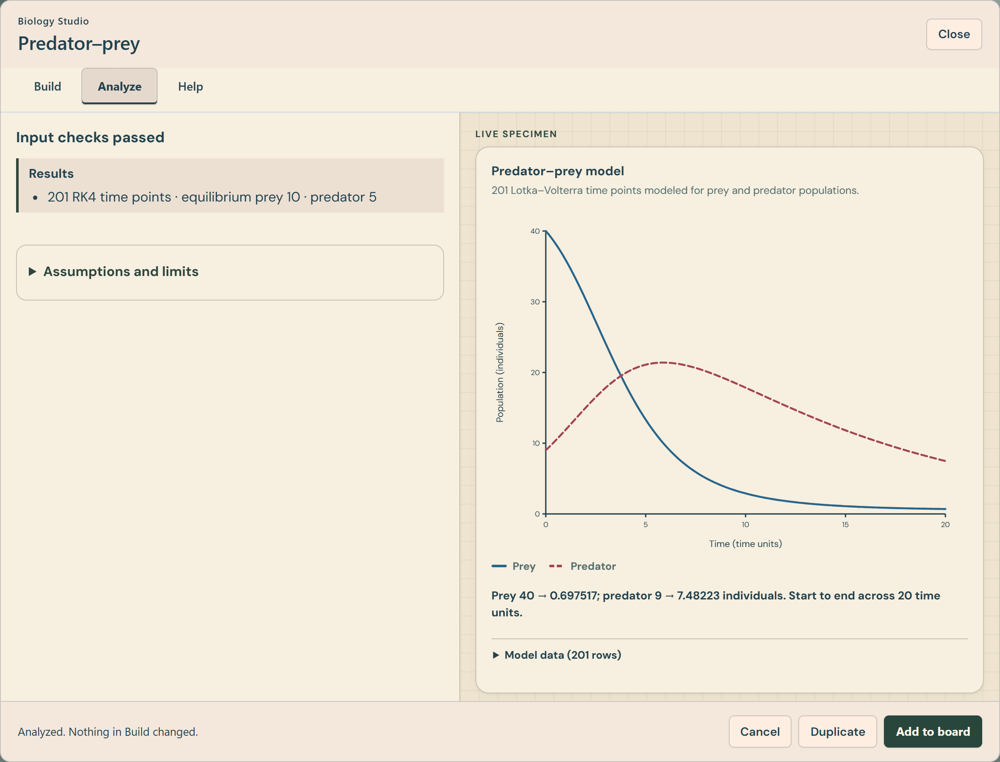 Biology Studio
Predator–prey
Close
Build
Analyze
Help
Input checks passed
Results
• 201 RK4 time points · equilibrium prey 10 · predator 5
▶ Assumptions and limits
LIVE SPECIMEN
Predator–prey model
201 Lotka–Volterra time points modeled for prey and predator populations.
40
30
20
10
0
Population (individuals)
0
5
10
15
20
Time (time units)
Prey
Predator
Prey 40 → 0.697517; predator 9 → 7.48223 individuals. Start to end across 20 time
units.
▶ Model data (201 rows)
Analyzed. Nothing in Build changed.
Cancel
Duplicate
Add to board